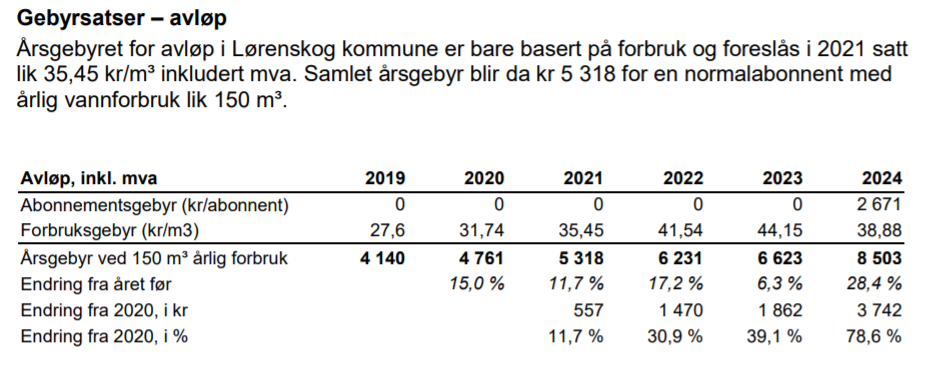 Gebyrsatser – avløp
Årsgebyret for avløp i Lørenskog kommune er bare basert på forbruk og foreslås i 2021 satt
lik 35,45 kr/m³ inkludert mva. Samlet årsgebyr blir da kr 5 318 for en normalabonnent med
årlig vannforbruk lik 150 m³.
Avløp, inkl. mva 2019 2020 2021 2022 2023 2024
Abonnementsgebyr (kr/abonnent) 0 0 0 0 0 2 671
Forbruksgebyr (kr/m3) 27,6 31,74 35,45 41,54 44,15 38,88
Årsgebyr ved 150 m³ årlig forbruk 4 140 4 761 5 318 6 231 6 623 8 503
Endring fra året før 15,0 % 11,7 % 17,2 % 6,3 % 28,4 %
Endring fra 2020, i kr 557 1 470 1 862 3 742
Endring fra 2020, i % 11,7 % 30,9 % 39,1 % 78,6 %